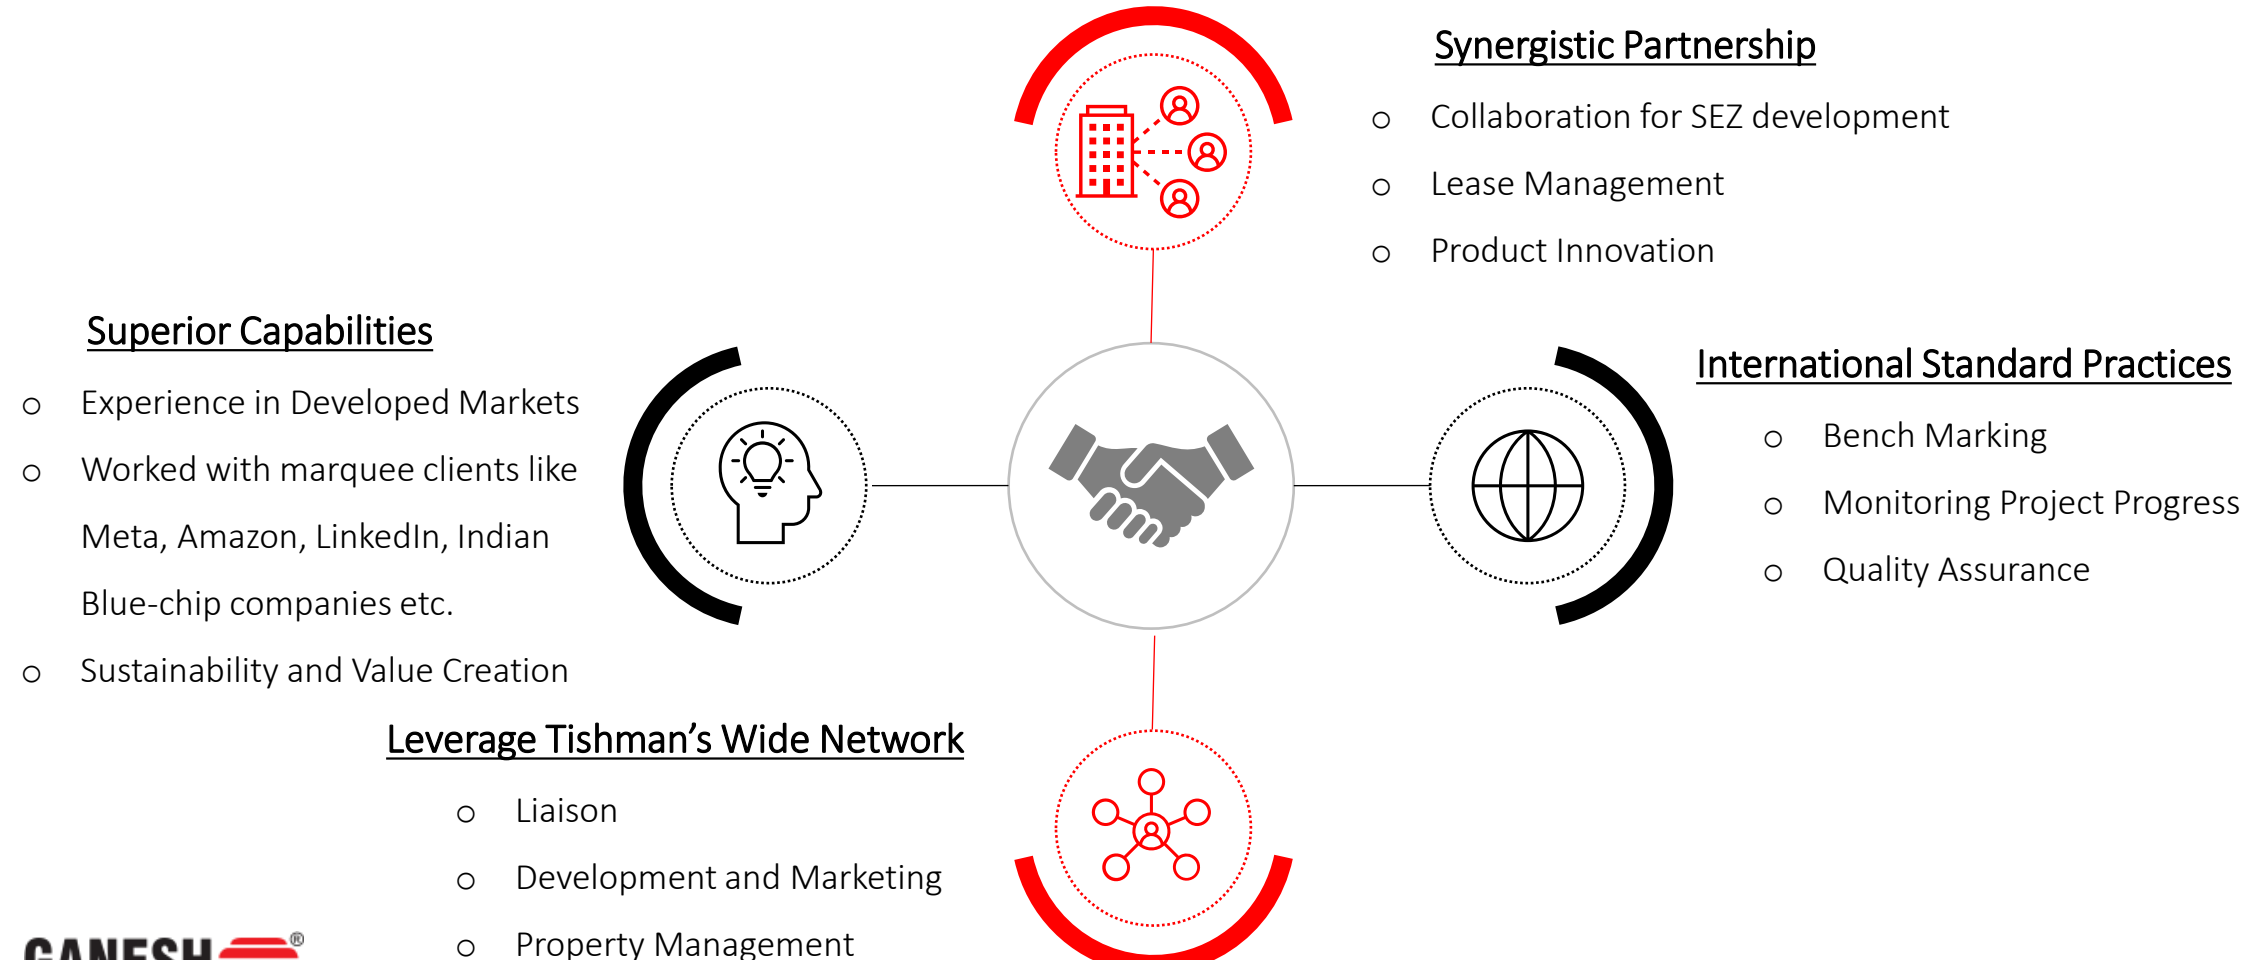 Synergistic Partnership
o Collaboration for SEZ development
o Lease Management
o Product Innovation
Superior Capabilities
o Experience in Developed Markets
o Worked with marquee clients like
Meta, Amazon, LinkedIn, Indian
Blue-chip companies etc.
o Sustainability and Value Creation
International Standard Practices
o Bench Marking
o Monitoring Project Progress
o Quality Assurance
Leverage Tishman’s Wide Network
o Liaison
o Development and Marketing
o Property Management
GANESH ®